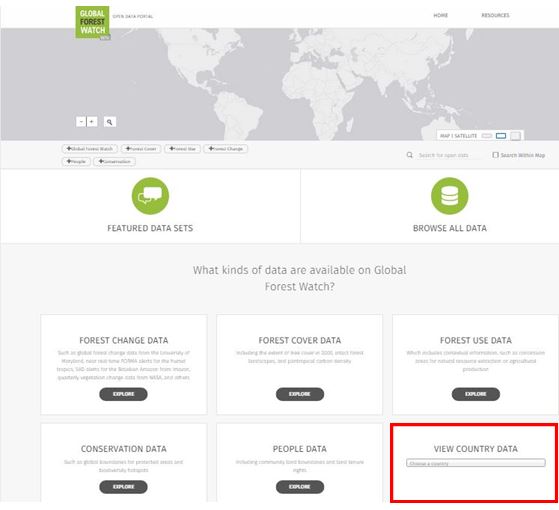 GLOBAL
FOREST
WATCH
OPEN DATA PORTAL
HOME
RESOURCES
MAP | SATELLITE
Global Forest Watch
Forest Cover
Forest Use
Forest Change
People
Conservation
Search for open data
Search Within Map
FEATURED DATA SETS
BROWSE ALL DATA
What kinds of data are available on Global
Forest Watch?
FOREST CHANGE DATA
Such as global forest change data from the University of
Maryland, near real-time FORMA alerts for the humid
tropics, SAD alerts for the Brazilian Amazon from Imazon,
quarterly vegetation change data from NASA, and others
EXPLORE
FOREST COVER DATA
Including the extent of tree cover in 2000, intact forest
landscapes, and pantropical carbon density
EXPLORE
FOREST USE DATA
Which includes contextual information, such as concession
areas for natural resource extraction or agricultural
production
EXPLORE
CONSERVATION DATA
Such as global boundaries for protected areas and
biodiversity hotspots
EXPLORE
PEOPLE DATA
Including community land boundaries and land tenure
rights
EXPLORE
VIEW COUNTRY DATA
Choose a country